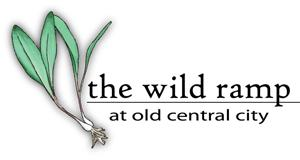 the wild ramp
at old central city